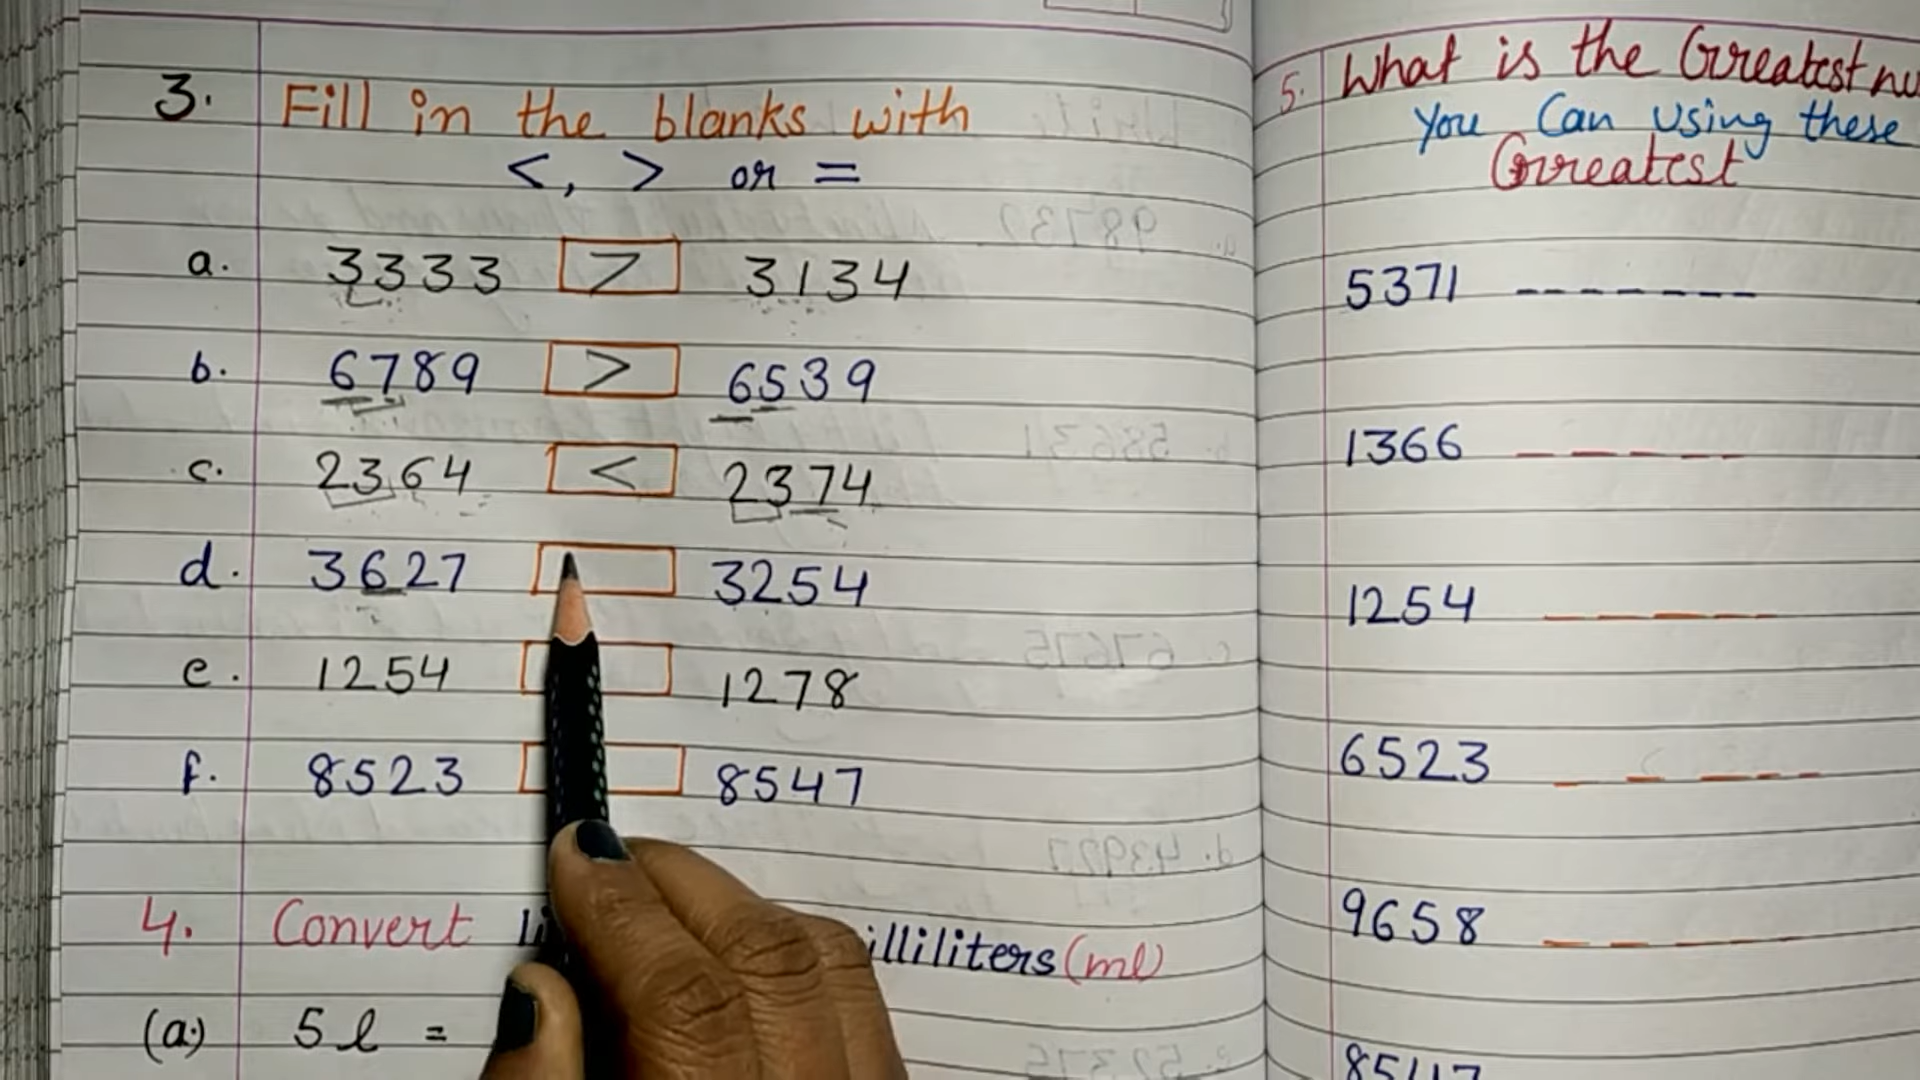 3. Fill in the blanks with
<, > or =
a. 3333 > 3134
b. 6789 > 6539
c. 2364 < 2374
d. 3627 3254
e. 1254 1278
f. 8523 8547
4. Convert illiliters (ml)
(a) 5 l =
5. What is the Greatest nu
You Can using these
Greatest
5371 -------
1366 _ _ _ _ _
1254 _ _ _ _ _
6523 _ _ _ _ _
9658 _ _ _ _ _
8547